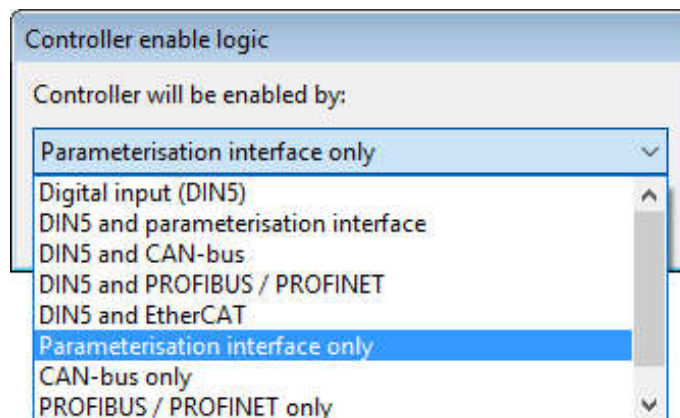 Controller enable logic
Controller will be enabled by:
Parameterisation interface only
Digital input (DIN5)
DIN5 and parameterisation interface
DIN5 and CAN-bus
DIN5 and PROFIBUS / PROFINET
DIN5 and EtherCAT
Parameterisation interface only
CAN-bus only
PROFIBUS / PROFINET only